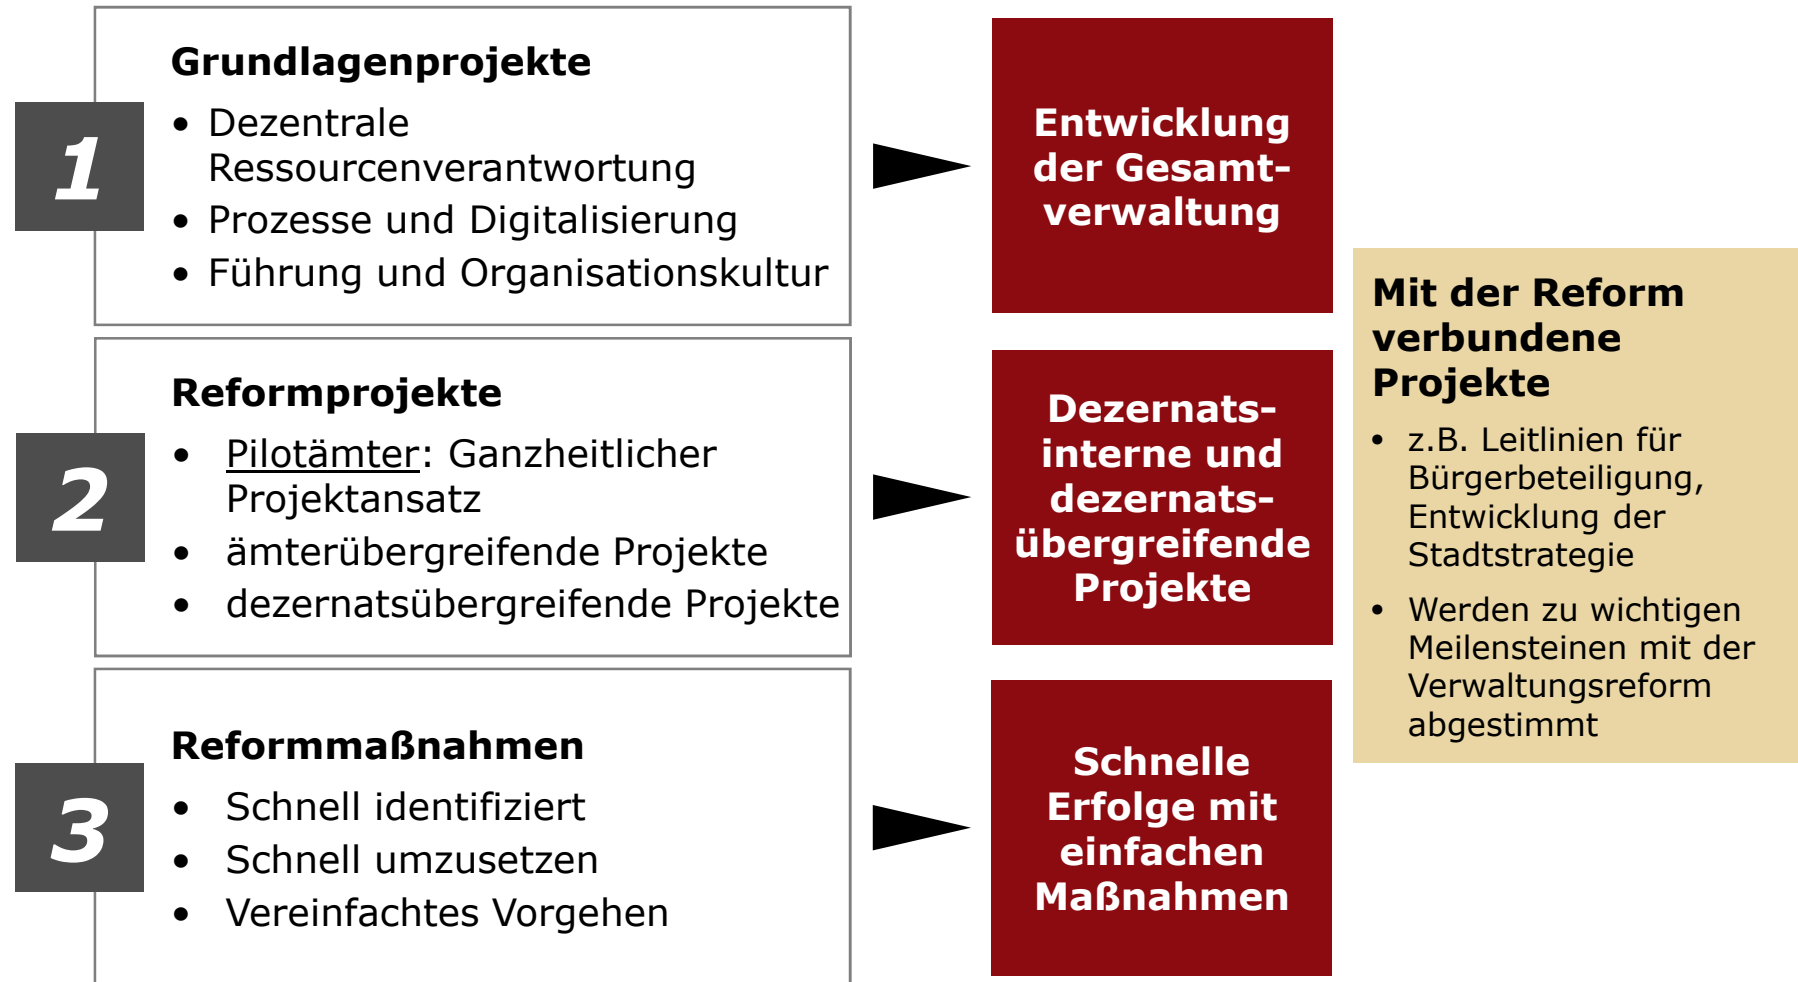 1
Grundlagenprojekte
• Dezentrale
Ressourcenverantwortung
• Prozesse und Digitalisierung
• Führung und Organisationskultur
Entwicklung
der Gesamt-
verwaltung
2
Reformprojekte
• Pilotämter: Ganzheitlicher
Projektansatz
• ämterübergreifende Projekte
• dezernatsübergreifende Projekte
Dezernats-
interne und
dezernats-
übergreifende
Projekte
3
Reformmaßnahmen
• Schnell identifiziert
• Schnell umzusetzen
• Vereinfachtes Vorgehen
Schnelle
Erfolge mit
einfachen
Maßnahmen
Mit der Reform
verbundene
Projekte
• z.B. Leitlinien für
Bürgerbeteiligung,
Entwicklung der
Stadtstrategie
• Werden zu wichtigen
Meilensteinen mit der
Verwaltungsreform
abgestimmt